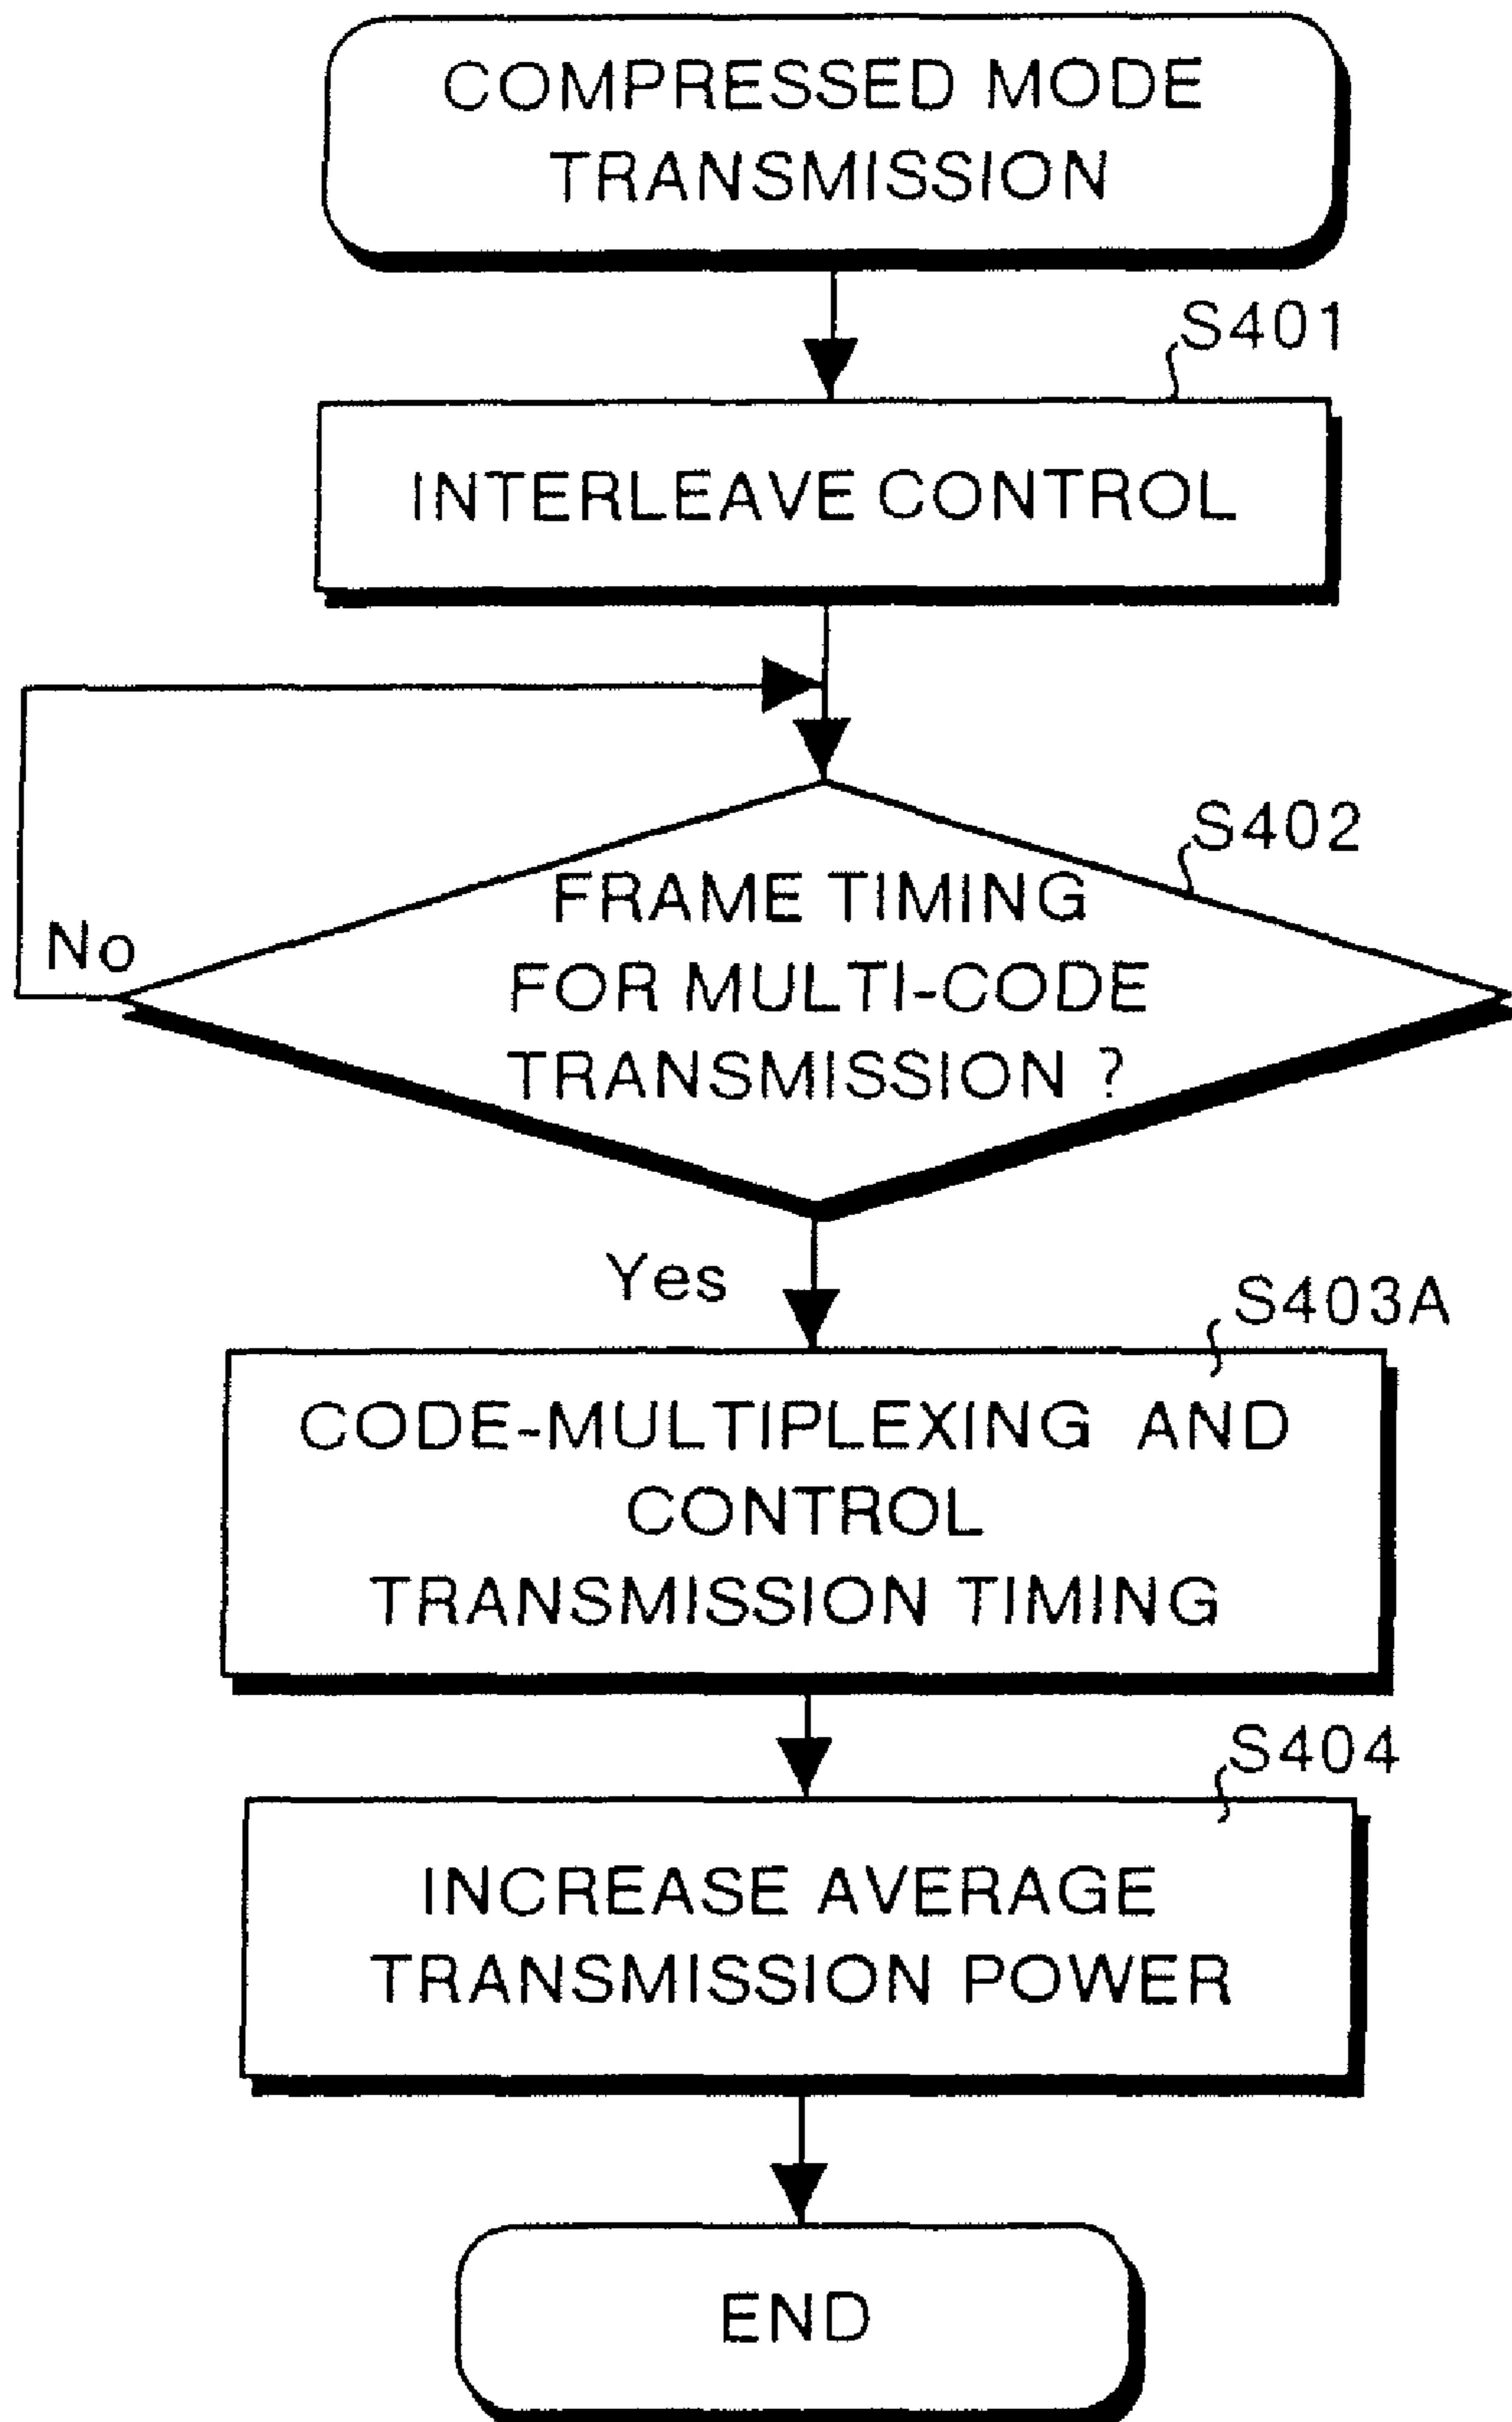 COMPRESSED MODE
TRANSMISSION
S401
INTERLEAVE CONTROL
S402
FRAME TIMING
No
FOR MULTI-CODE
TRANSMISSION ?
Yes
S403A
CODE-MULTIPLEXING AND
CONTROL
TRANSMISSION TIMING
S404
INCREASE AVERAGE
TRANSMISSION POWER
END